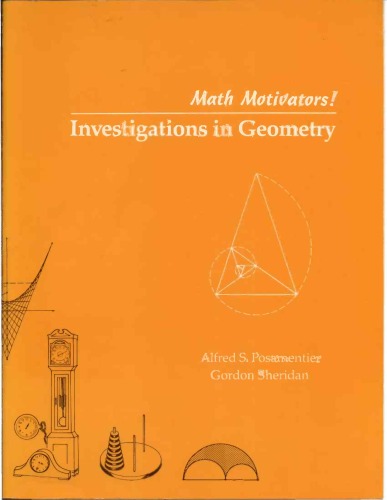 Math Motivators!
Investigations in Geometry
Alfred S. Posamentier
Gordon Sheridan